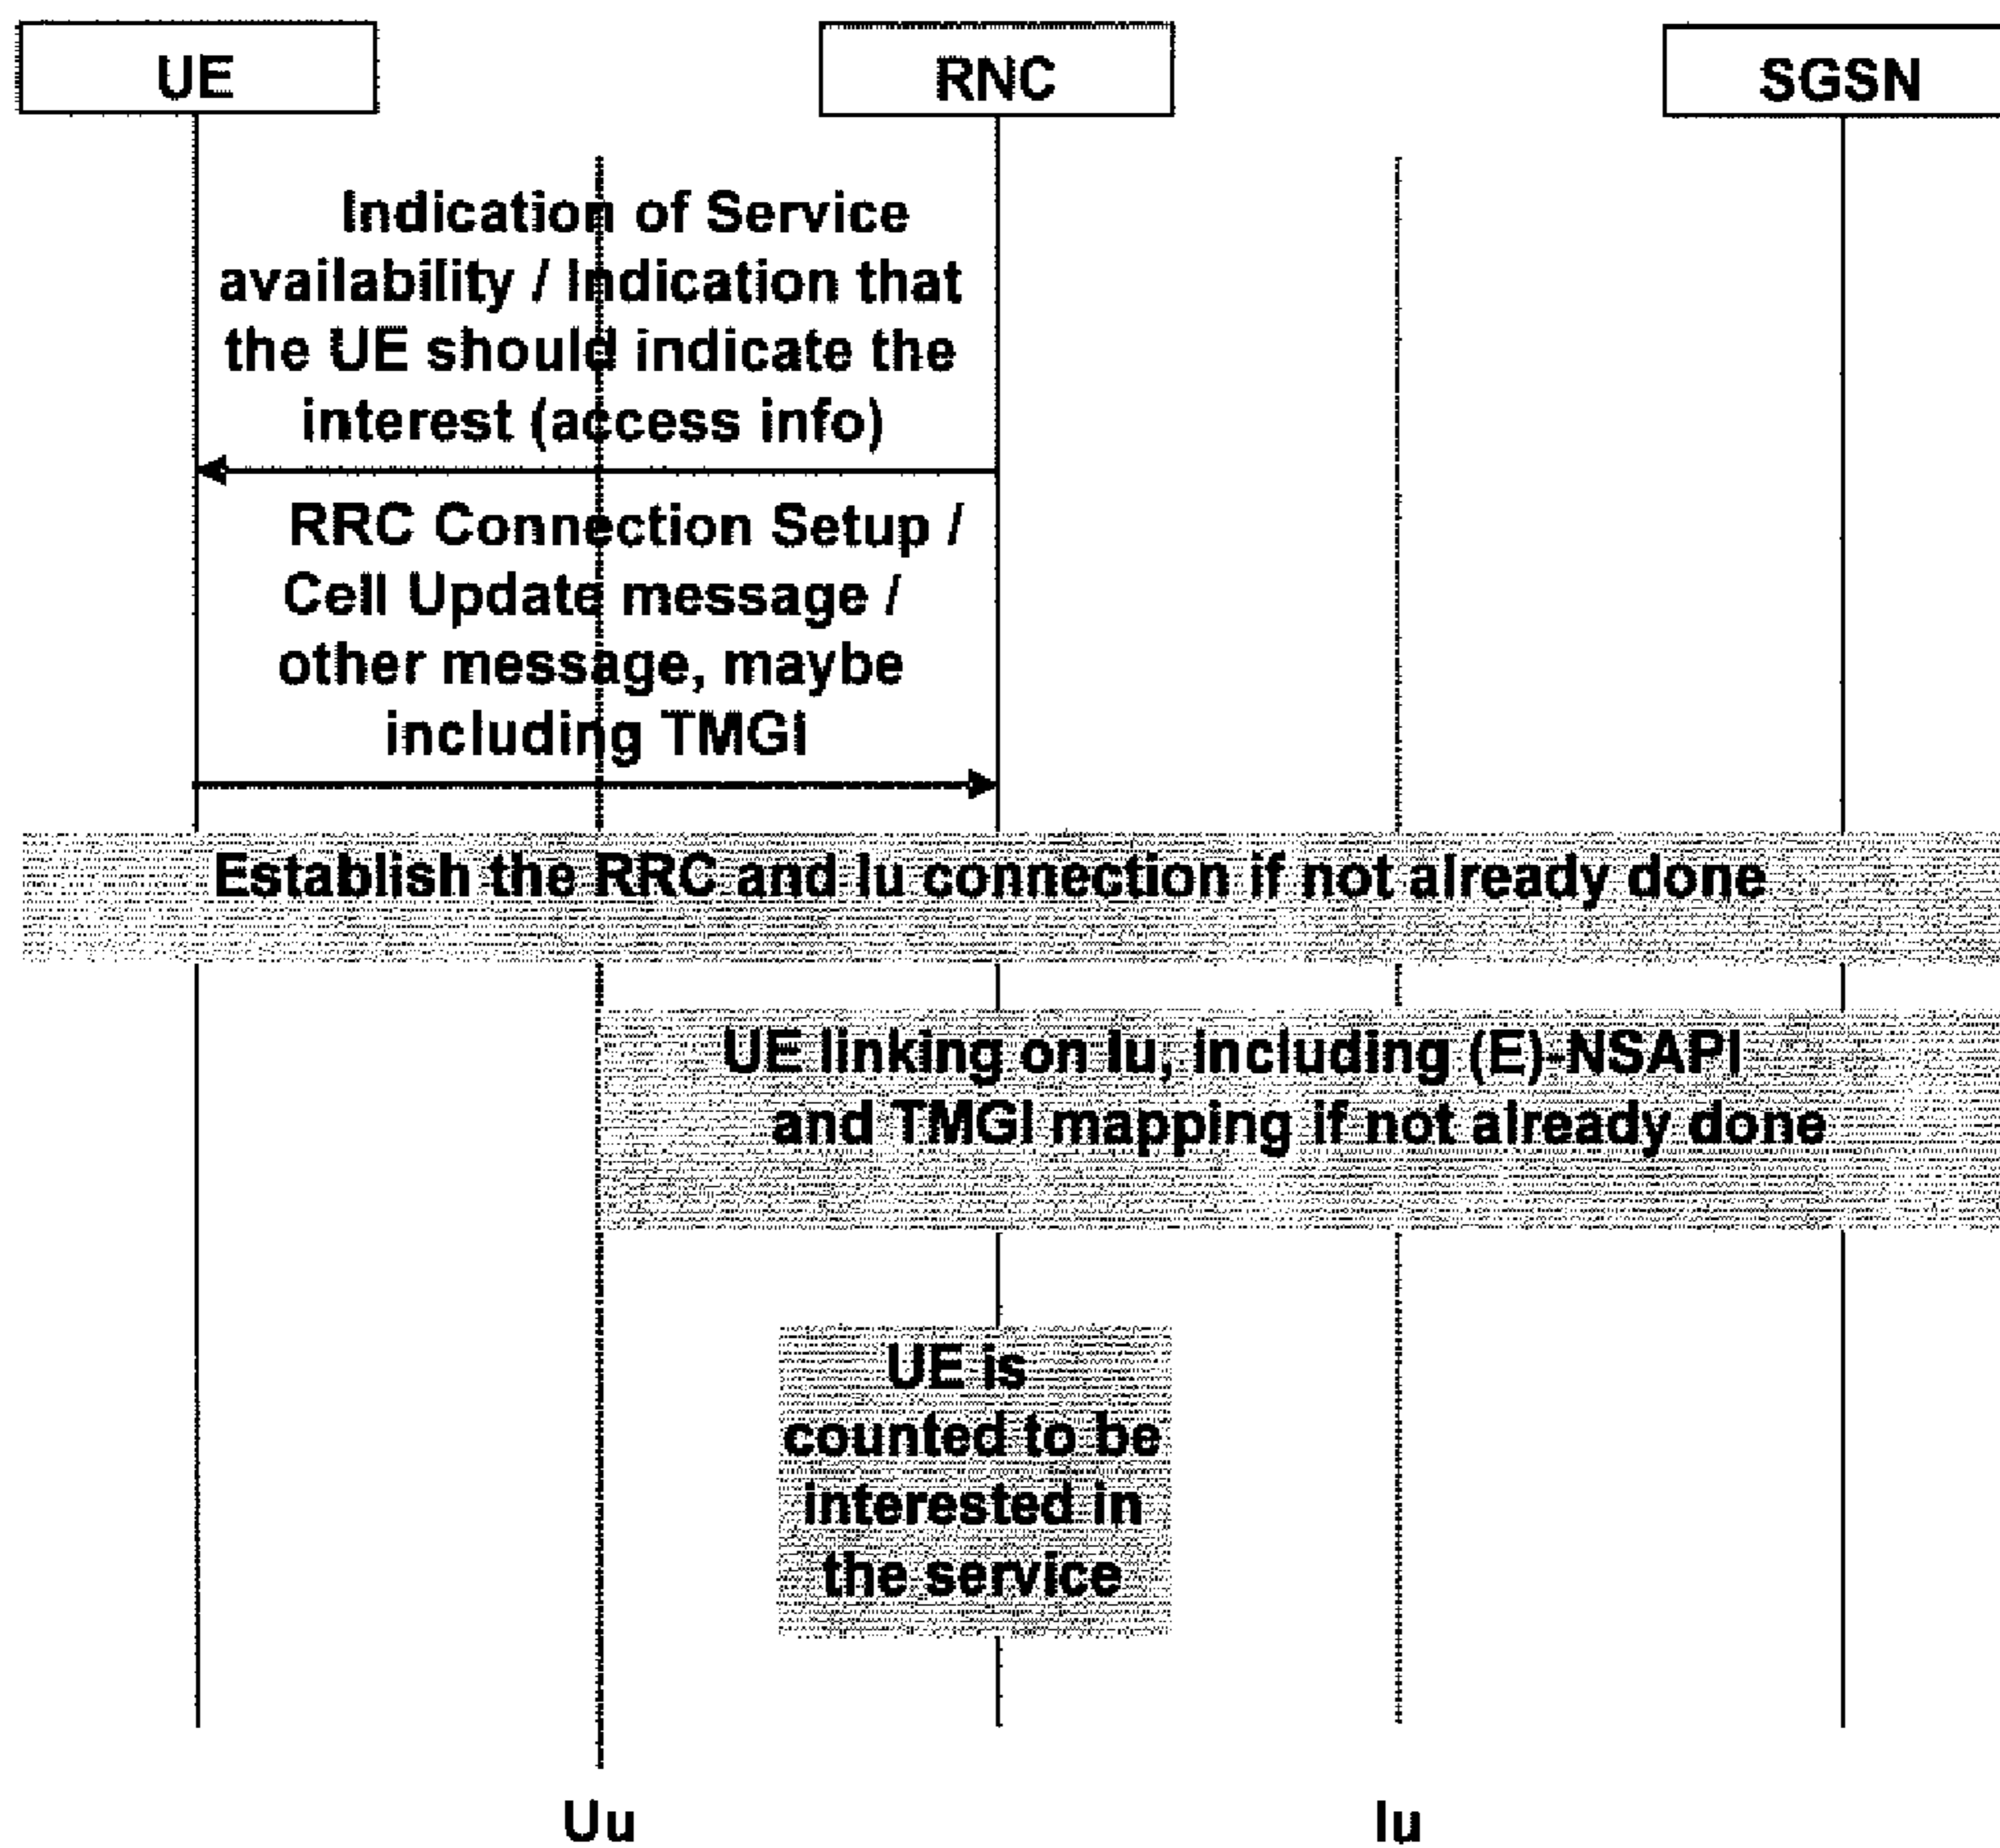 UE
RNC
SGSN
Indication of Service
availability / Indication that
the UE should indicate the
interest (access info)
RRC Connection Setup /
Cell Update message /
other message, maybe
including TMGI
Establish the RRC and Iu connection if not already done
UE linking on Iu, including (E)-NSAPI
and TMGI mapping if not already done
UE is
counted to be
interested in
the service
Uu
Iu